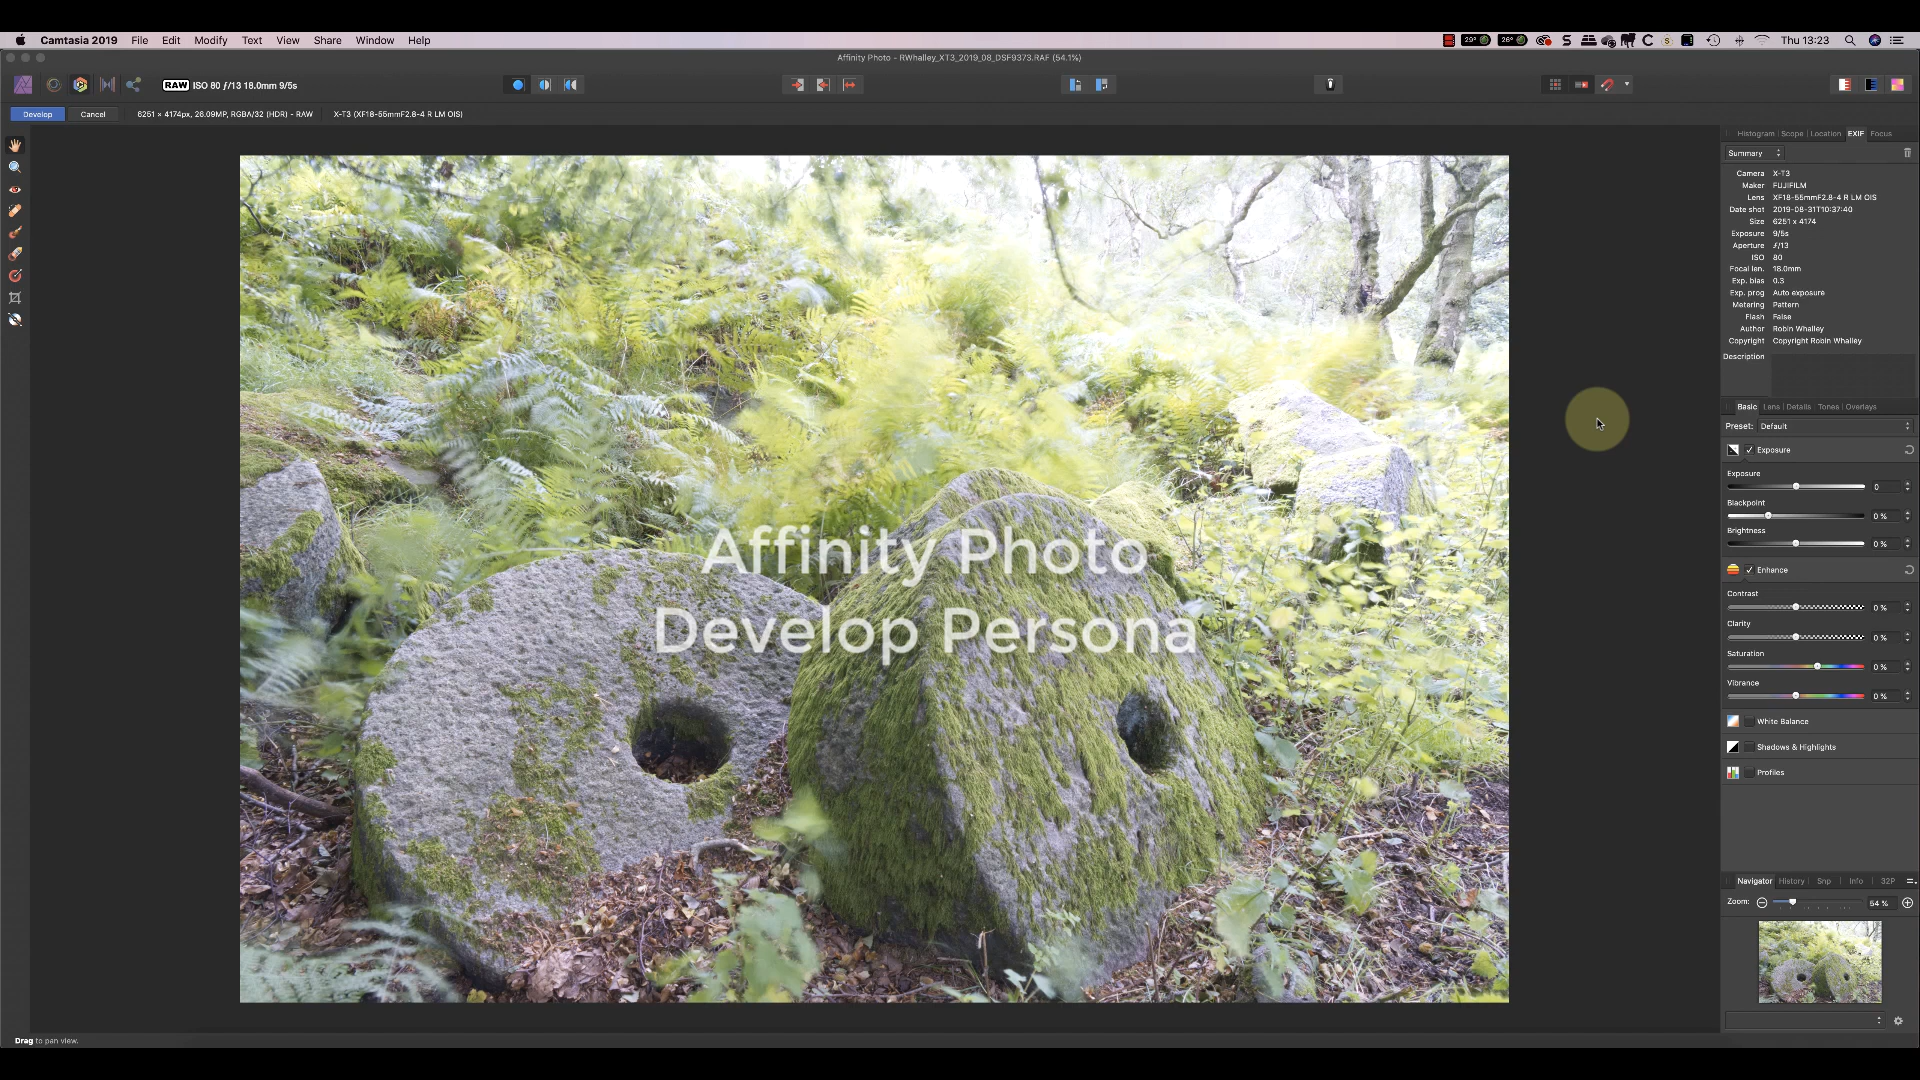 Camtasia 2019 File Edit Modify Text View Share Window Help
29° 26° Thu 13:23
Affinity Photo - RWhalley_XT3_2019_08_DSF9373.RAF (54.1%)
RAW ISO 80 ƒ/13 18.0mm 9/5s
Develop Cancel 6251 × 4174px, 26.09MP, RGBA/32 (HDR) - RAW X-T3 (XF18-55mmF2.8-4 R LM OIS)
Histogram Scope Location EXIF Focus
Summary
Camera X-T3
Maker FUJIFILM
Lens XF18-55mmF2.8-4 R LM OIS
Date shot 2019-08-31T10:37:40
Size 6251 x 4174
Exposure 9/5s
Aperture ƒ/13
ISO 80
Focal len. 18.0mm
Exp. bias 0.3
Exp. prog Auto exposure
Metering Pattern
Flash False
Author Robin Whalley
Copyright Copyright Robin Whalley
Description
Basic Lens Details Tones Overlays
Preset: Default
Exposure
Exposure
0
Blackpoint
0 %
Brightness
0 %
Enhance
Contrast
0 %
Clarity
0 %
Saturation
0 %
Vibrance
0 %
White Balance
Shadows & Highlights
Profiles
Affinity Photo
Develop Persona
Navigator History Snp Info 32P
Zoom: 54 %
Drag to pan view.